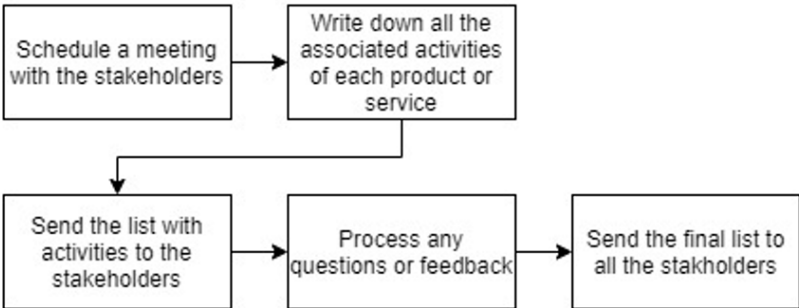 Schedule a meeting
with the stakeholders
Write down all the
associated activities
of each product or
service
Send the list with
activities to the
stakeholders
Process any
questions or feedback
Send the final list to
all the stakholders